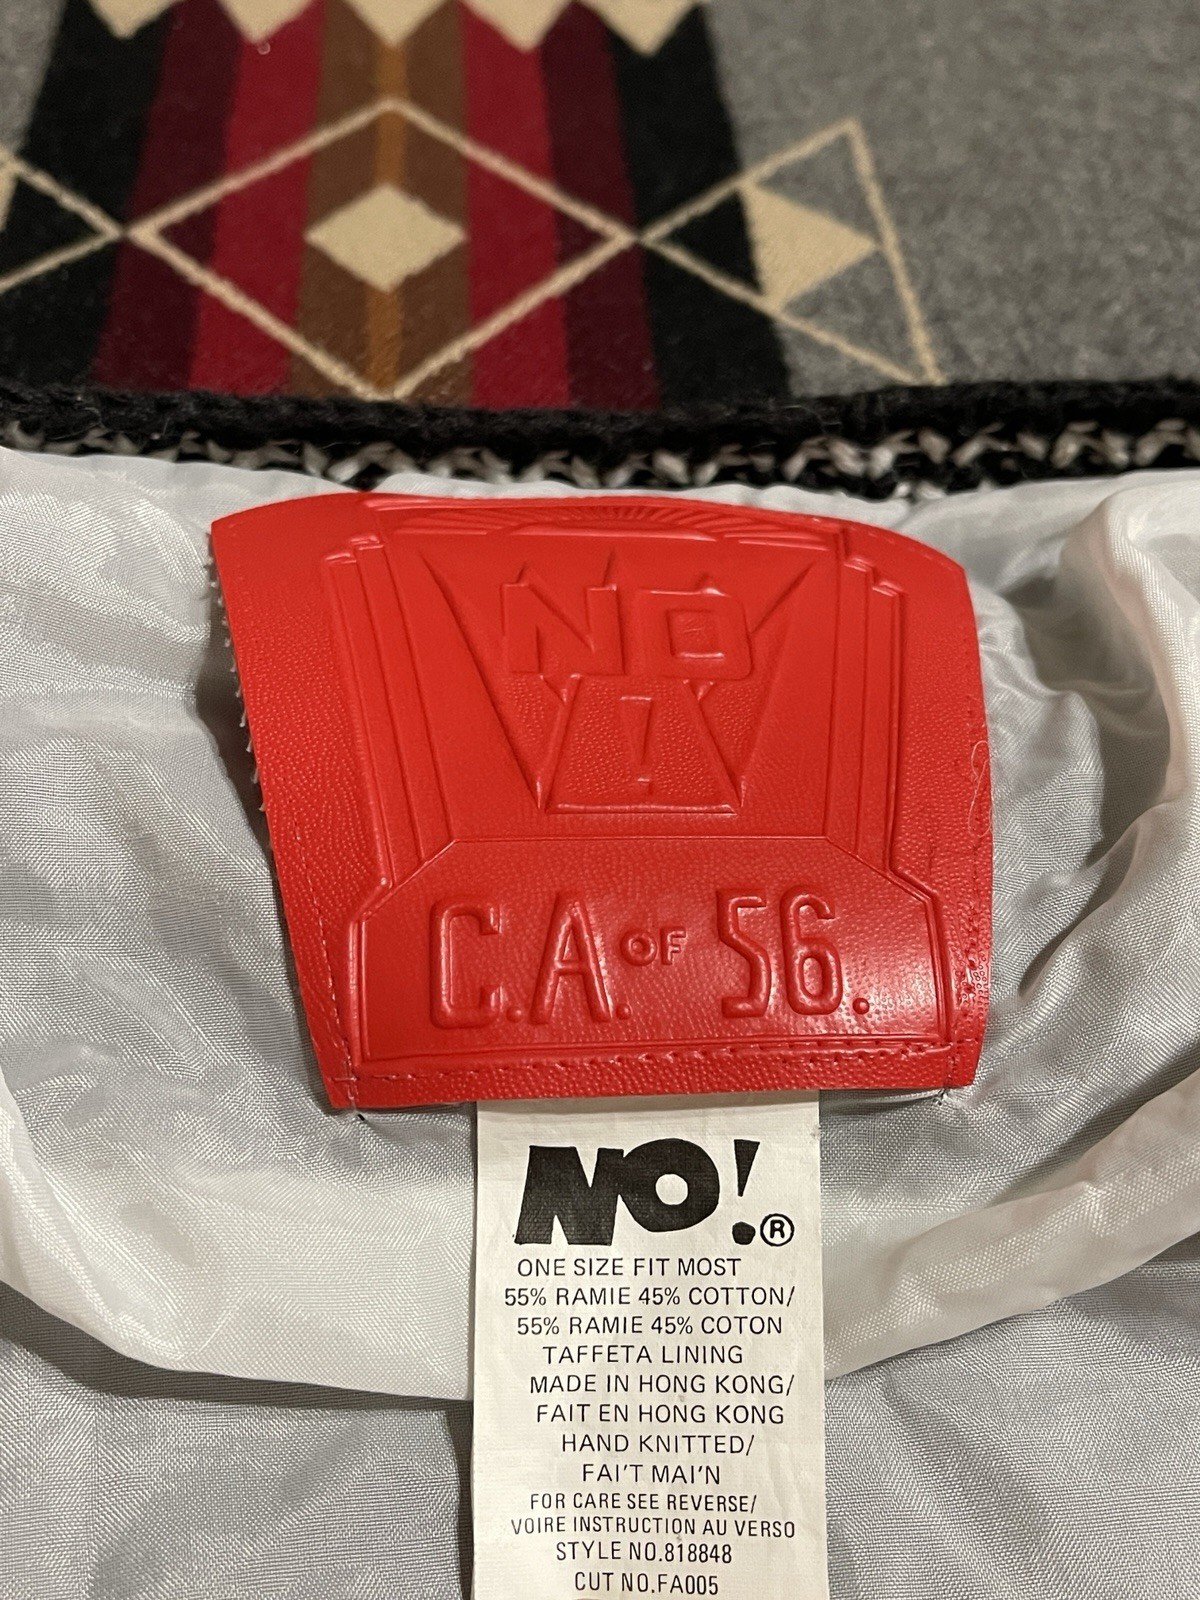 NO
!
C.A. OF 56.
NO!®
ONE SIZE FIT MOST
55% RAMIE 45% COTTON/
55% RAMIE 45% COTON
TAFFETA LINING
MADE IN HONG KONG/
FAIT EN HONG KONG
HAND KNITTED/
FAI'T MAI'N
FOR CARE SEE REVERSE/
VOIRE INSTRUCTION AU VERSO
STYLE NO.818848
CUT NO.FA005